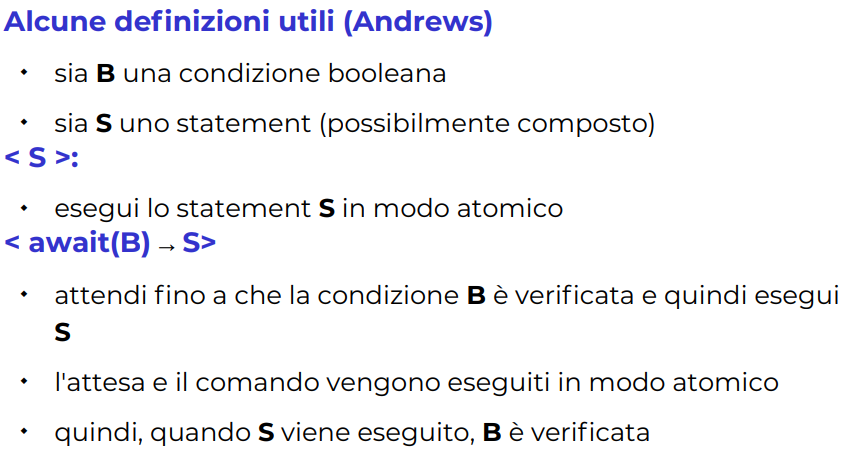 Alcune definizioni utili (Andrews)
• sia B una condizione booleana
• sia S uno statement (possibilmente composto)
< S >:
• esegui lo statement S in modo atomico
< await(B) → S>
• attendi fino a che la condizione B è verificata e quindi esegui
S
• l'attesa e il comando vengono eseguiti in modo atomico
• quindi, quando S viene eseguito, B è verificata